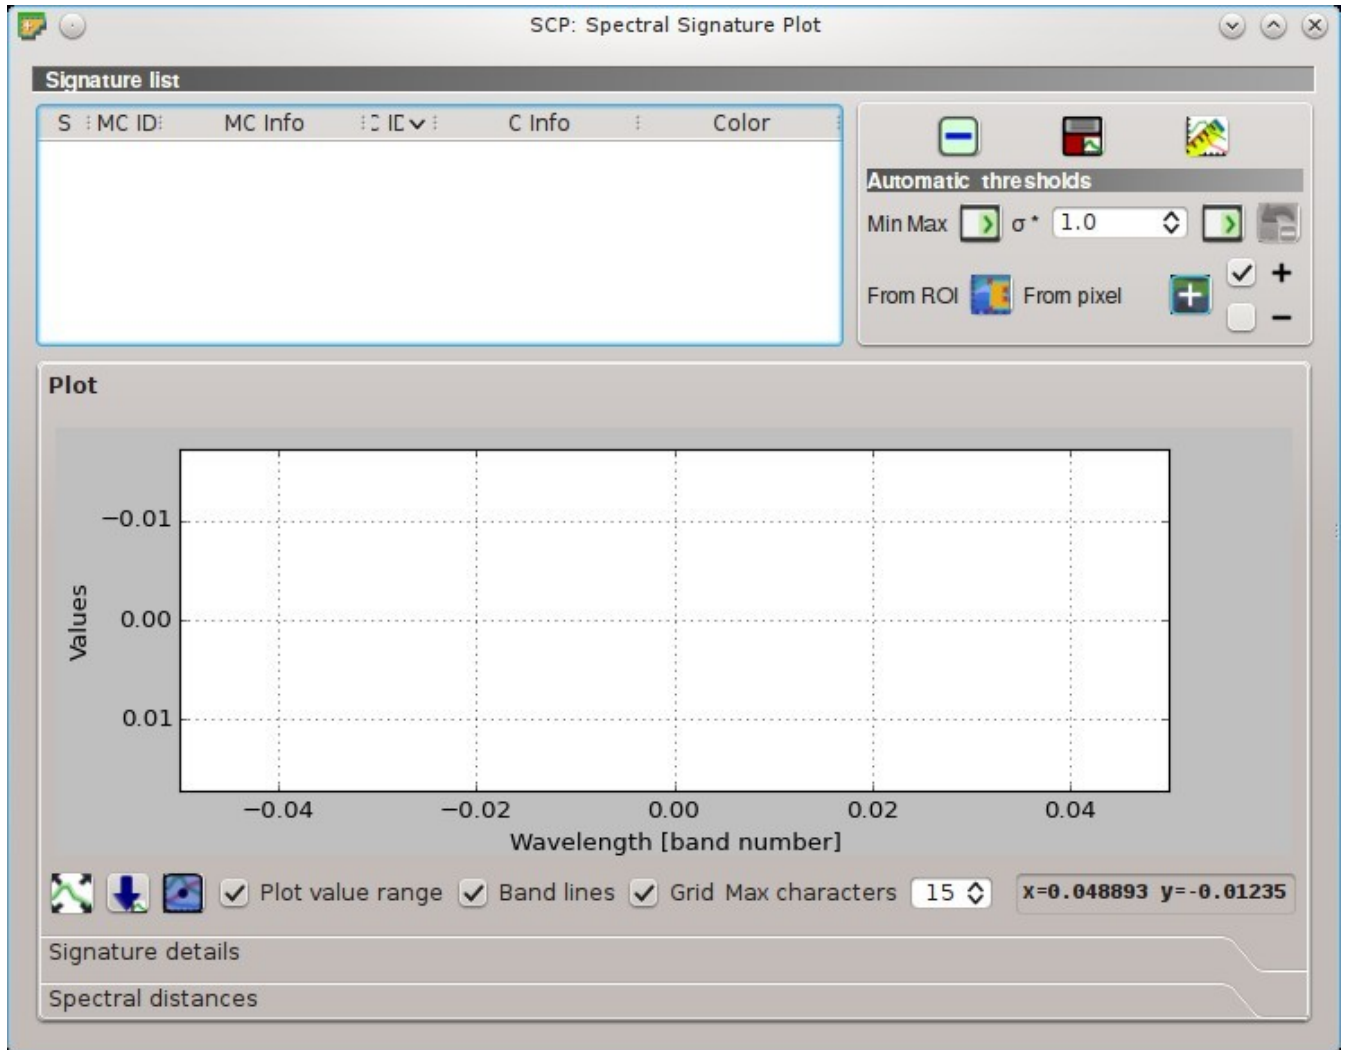 SCP: Spectral Signature Plot
Signature list
S MC ID MC Info C ID C Info Color
Automatic thresholds
Min Max σ * 1.0
From ROI From pixel
+
−
Plot
−0.01
0.00
0.01
Values
−0.04 −0.02 0.00 0.02 0.04
Wavelength [band number]
Plot value range Band lines Grid Max characters 15 x=0.048893 y=-0.01235
Signature details
Spectral distances